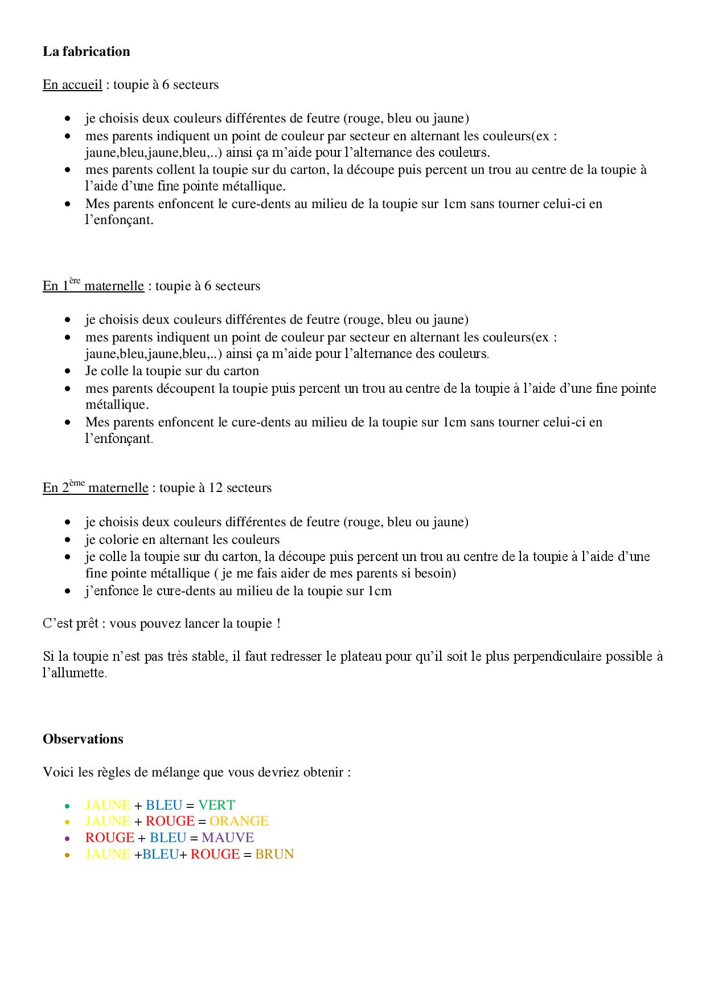 La fabrication
En accueil : toupie à 6 secteurs
• je choisis deux couleurs différentes de feutre (rouge, bleu ou jaune)
• mes parents indiquent un point de couleur par secteur en alternant les couleurs(ex :
jaune,bleu,jaune,bleu,..) ainsi ça m’aide pour l’alternance des couleurs.
• mes parents collent la toupie sur du carton, la découpe puis percent un trou au centre de la toupie à
l’aide d’une fine pointe métallique.
• Mes parents enfoncent le cure-dents au milieu de la toupie sur 1cm sans tourner celui-ci en
l’enfonçant.
En 1ère maternelle : toupie à 6 secteurs
• je choisis deux couleurs différentes de feutre (rouge, bleu ou jaune)
• mes parents indiquent un point de couleur par secteur en alternant les couleurs(ex :
jaune,bleu,jaune,bleu,..) ainsi ça m’aide pour l’alternance des couleurs.
• Je colle la toupie sur du carton
• mes parents découpent la toupie puis percent un trou au centre de la toupie à l’aide d’une fine pointe
métallique.
• Mes parents enfoncent le cure-dents au milieu de la toupie sur 1cm sans tourner celui-ci en
l’enfonçant.
En 2ème maternelle : toupie à 12 secteurs
• je choisis deux couleurs différentes de feutre (rouge, bleu ou jaune)
• je colorie en alternant les couleurs
• je colle la toupie sur du carton, la découpe puis percent un trou au centre de la toupie à l’aide d’une
fine pointe métallique ( je me fais aider de mes parents si besoin)
• j’enfonce le cure-dents au milieu de la toupie sur 1cm
C’est prêt : vous pouvez lancer la toupie !
Si la toupie n’est pas très stable, il faut redresser le plateau pour qu’il soit le plus perpendiculaire possible à
l’allumette.
Observations
Voici les règles de mélange que vous devriez obtenir :
• JAUNE + BLEU = VERT
• JAUNE + ROUGE = ORANGE
• ROUGE + BLEU = MAUVE
• JAUNE +BLEU+ ROUGE = BRUN